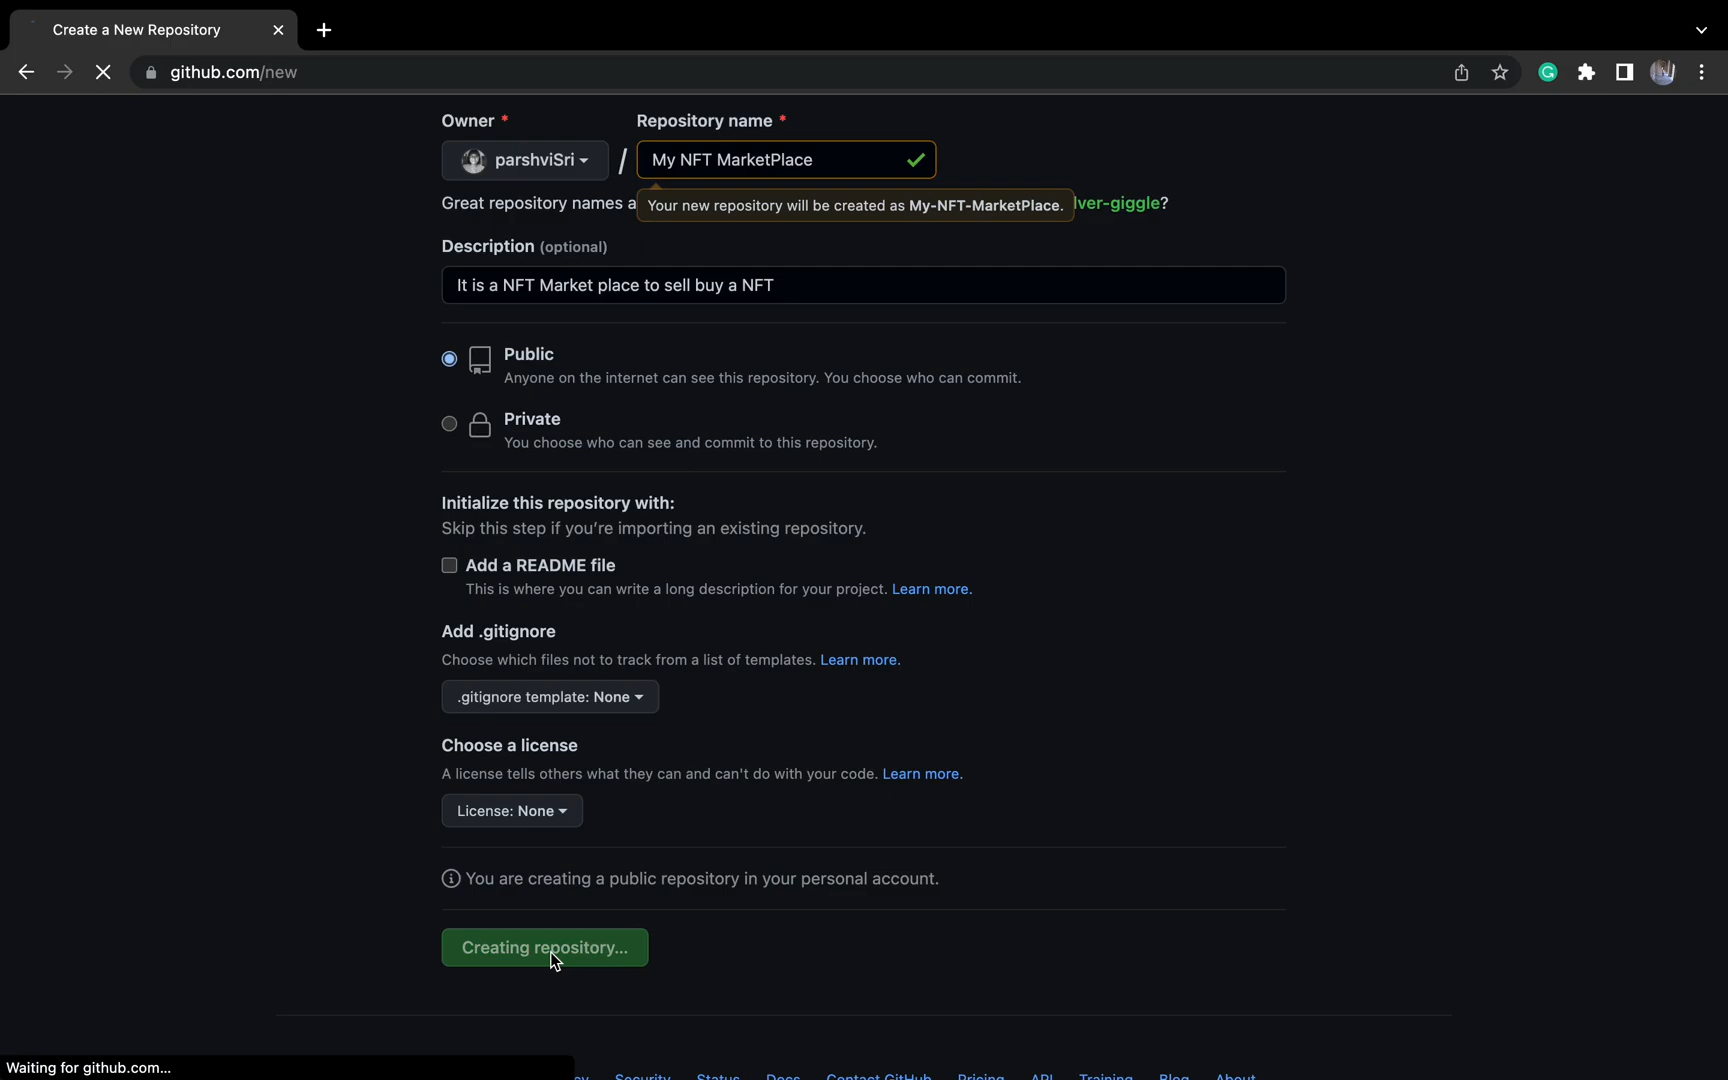 Create a New Repository
github.com/new
Owner *
Repository name *
parshviSri
/
My NFT MarketPlace
Great repository names a
Your new repository will be created as My-NFT-MarketPlace.
lver-giggle?
Description (optional)
It is a NFT Market place to sell buy a NFT
Public
Anyone on the internet can see this repository. You choose who can commit.
Private
You choose who can see and commit to this repository.
Initialize this repository with:
Skip this step if you’re importing an existing repository.
Add a README file
This is where you can write a long description for your project. Learn more.
Add .gitignore
Choose which files not to track from a list of templates. Learn more.
.gitignore template: None
Choose a license
A license tells others what they can and can't do with your code. Learn more.
License: None
You are creating a public repository in your personal account.
Creating repository...
Waiting for github.com...
Security Status Docs Contact GitHub Pricing API Training Blog About